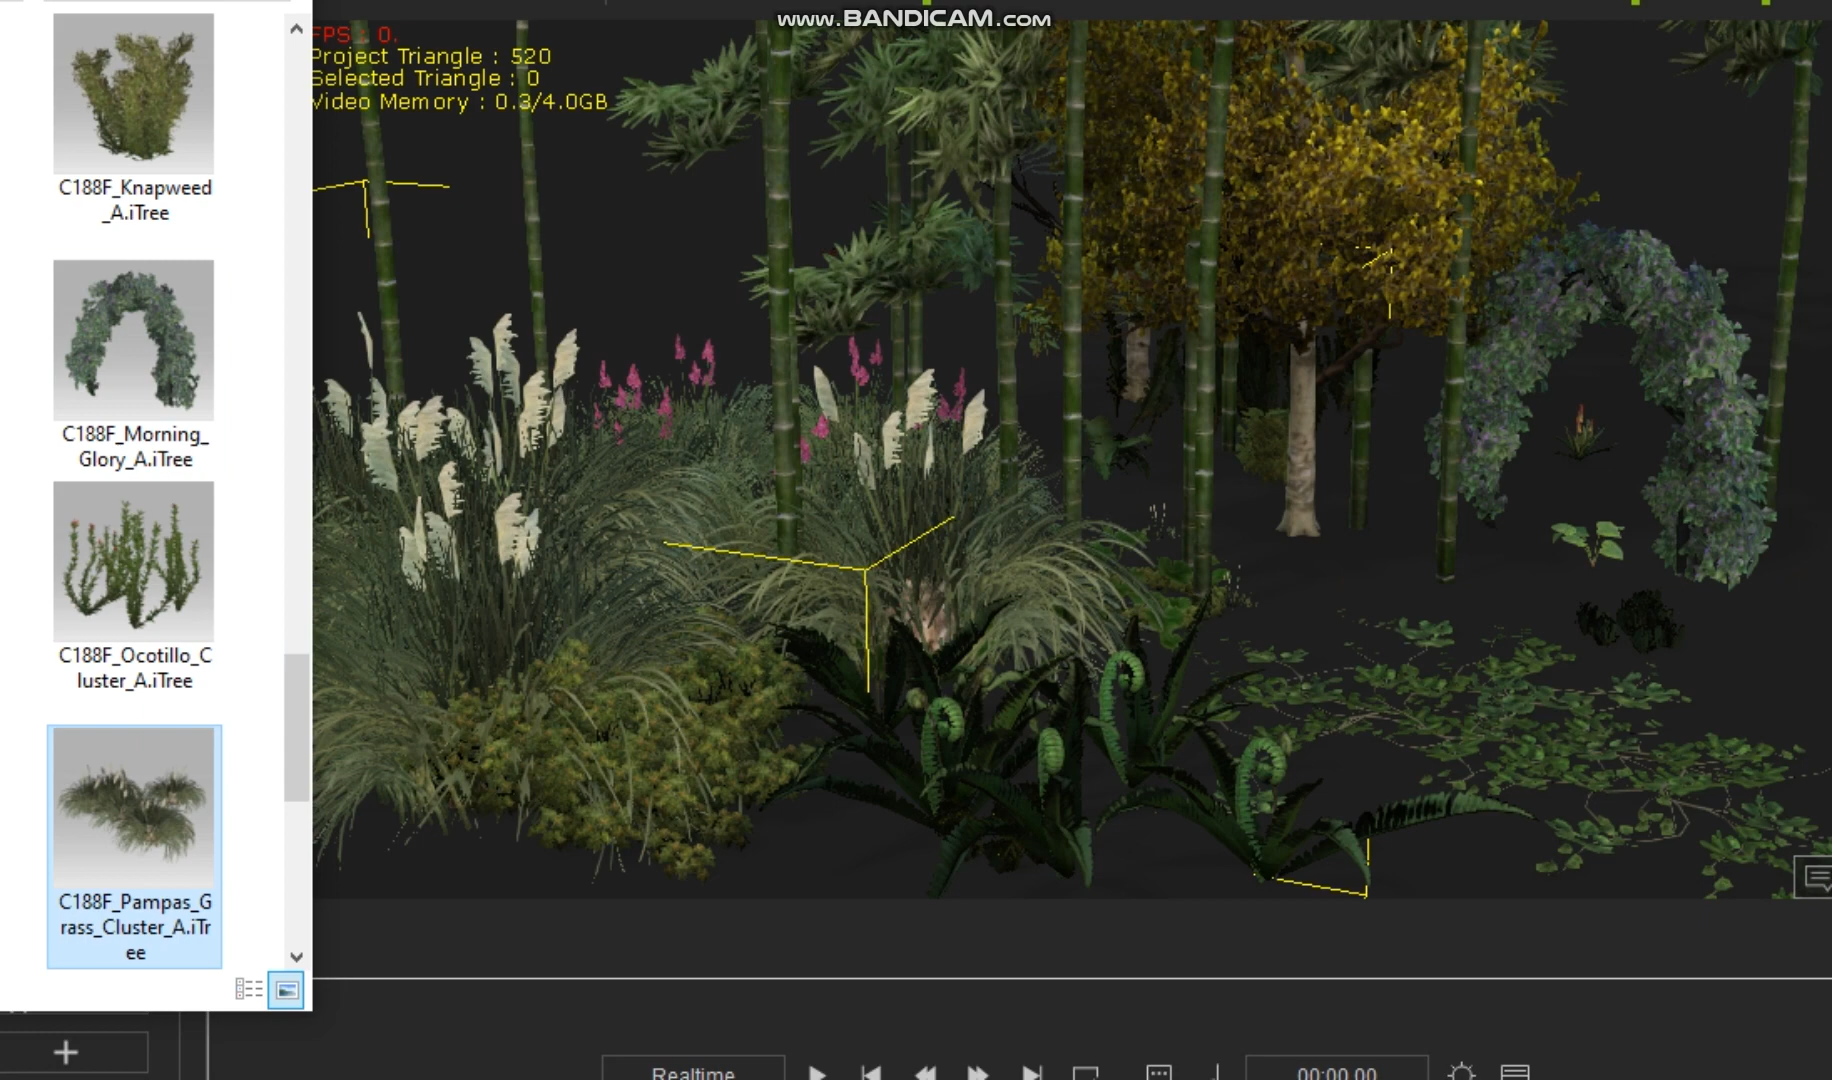 www.BANDICAM.com
FPS : 0.
Project Triangle : 520
Selected Triangle : 0
Video Memory : 0.3/4.0GB
C188F_Knapweed
_A.iTree
C188F_Morning_
Glory_A.iTree
C188F_Ocotillo_C
luster_A.iTree
C188F_Pampas_G
rass_Cluster_A.iTr
ee
Realtime
00:00.00